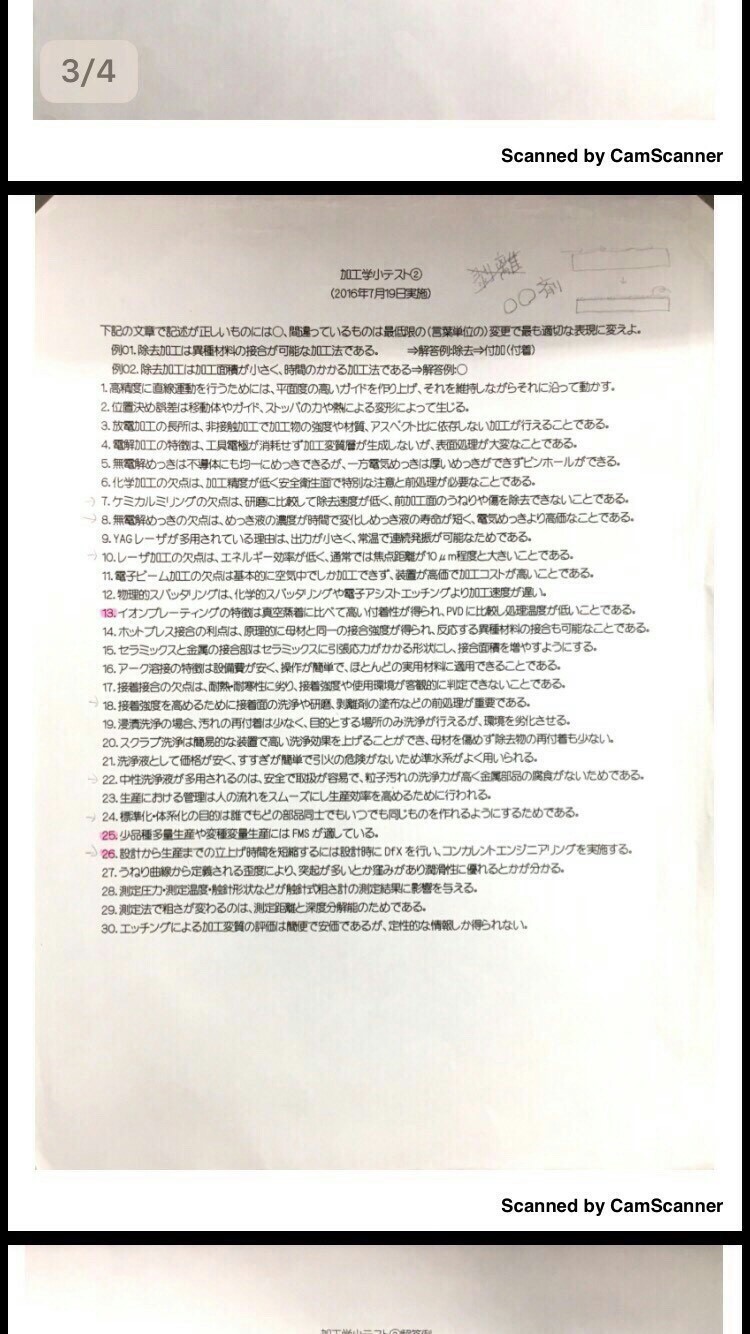 3/4
Scanned by CamScanner
加工学小テスト②
(2016年7月19日実施)
剥離
○○剤
下記の文章で記述が正しいものには○、間違っているものは最低限の(言葉単位の)変更で最も適切な表現に変えよ。
例01.除去加工は異種材料の接合が可能な加工法である。 ⇒解答例:除去⇒付加(付着)
例02.除去加工は加工面積が小さく、時間のかかる加工法である⇒解答例:○
1.高精度に直線運動を行うためには、平面度の高いガイドを作り上げ、それを維持しながらそれに沿って動かす。
2.位置決め誤差は移動体やガイド、ストッパの力や熱による変形によって生じる。
3.放電加工の長所は、非接触加工で加工物の強度や材質、アスペクト比に依存しない加工が行えることである。
4.電解加工の特徴は、工具電極が消耗せず加工変質層が生成しないが、表面処理が大変なことである。
5.無電解めっきは不導体にも均一にめっきできるが、一方電気めっきは厚いめっきができずピンホールができる。
6.化学加工の欠点は、加工精度が低く安全衛生面で特別な注意と前処理が必要なことである。
7.ケミカルミリングの欠点は、研磨に比較して除去速度が低く、前加工面のうねりや傷を除去できないことである。
8.無電解めっきの欠点は、めっき液の濃度が時間で変化しめっき液の寿命が短く、電気めっきより高価なことである。
9.YAGレーザが多用されている理由は、出力が小さく、常温で連続発振が可能なためである。
10.レーザ加工の欠点は、エネルギー効率が低く、通常では焦点距離が10μm程度と大きいことである。
11.電子ビーム加工の欠点は基本的に空気中でしか加工できず、装置が高価で加工コストが高いことである。
12.物理的スパッタリングは、化学的スパッタリングや電子アシストエッチングより加工速度が遅い。
13.イオンプレーティングの特徴は真空蒸着に比べて高い付着性が得られ、PVDに比較し処理温度が低いことである。
14.ホットプレス接合の利点は、原理的に母材と同一の接合強度が得られ、反応する異種材料の接合も可能なことである。
15.セラミックスと金属の接合部はセラミックスに引張応力がかかる形状にし、接合面積を増やすようにする。
16.アーク溶接の特徴は設備費が安く、操作が簡単で、ほとんどの実用材料に適用できることである。
17.接着接合の欠点は、耐熱・耐寒性に劣り、接着強度や使用環境が客観的に判定できないことである。
18.接着強度を高めるために接着面の洗浄や研磨、剥離剤の塗布などの前処理が重要である。
19.浸漬洗浄の場合、汚れの再付着は少なく、目的とする場所のみ洗浄が行えるが、環境を劣化させる。
20.スクラブ洗浄は簡易的な装置で高い洗浄効果を上げることができ、母材を傷めず除去物の再付着も少ない。
21.洗浄液として価格が安く、すすぎが簡単で引火の危険がないため準水系がよく用いられる。
22.中性洗浄液が多用されるのは、安全で取扱が容易で、粒子汚れの洗浄力が高く金属部品の腐食がないためである。
23.生産における管理は人の流れをスムーズにし生産効率を高めるために行われる。
24.標準化・体系化の目的は誰でもどの部品同士でもいつでも同じものを作れるようにするためである。
25.少品種多量生産や変種変量生産にはFMSが適している。
26.設計から生産までの立上げ時間を短縮するには設計時にDfXを行い、コンカレントエンジニアリングを実施する。
27.うねり曲線から定義される歪度により、突起が多いとか窪みがあり潤滑性に優れるとかが分かる。
28.測定圧力・測定温度・触針形状などが触針式粗さ計の測定結果に影響を与える。
29.測定法で粗さが変わるのは、測定距離と深度分解能のためである。
30.エッチングによる加工変質の評価は簡便で安価であるが、定性的な情報しか得られない。
Scanned by CamScanner